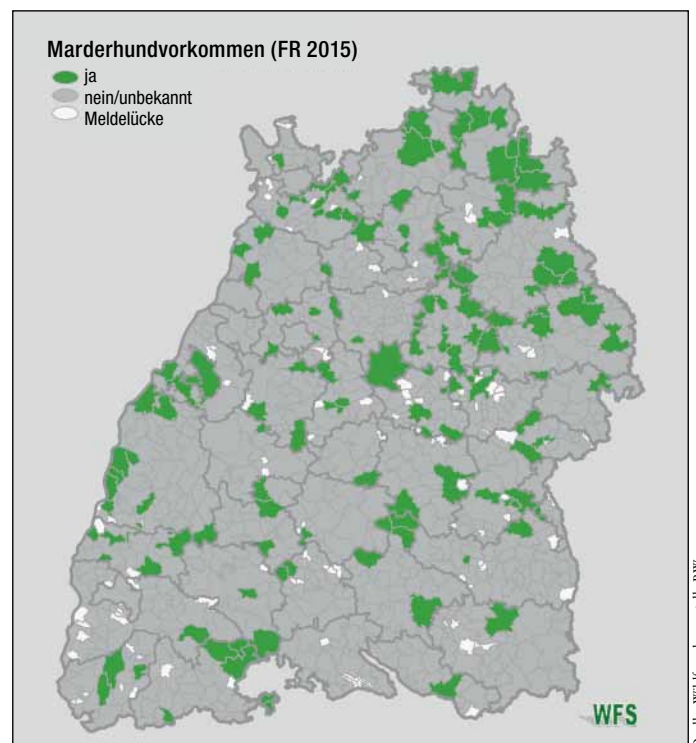 Marderhundvorkommen (FR 2015)
ja
nein/unbekannt
Meldelücke
WFS